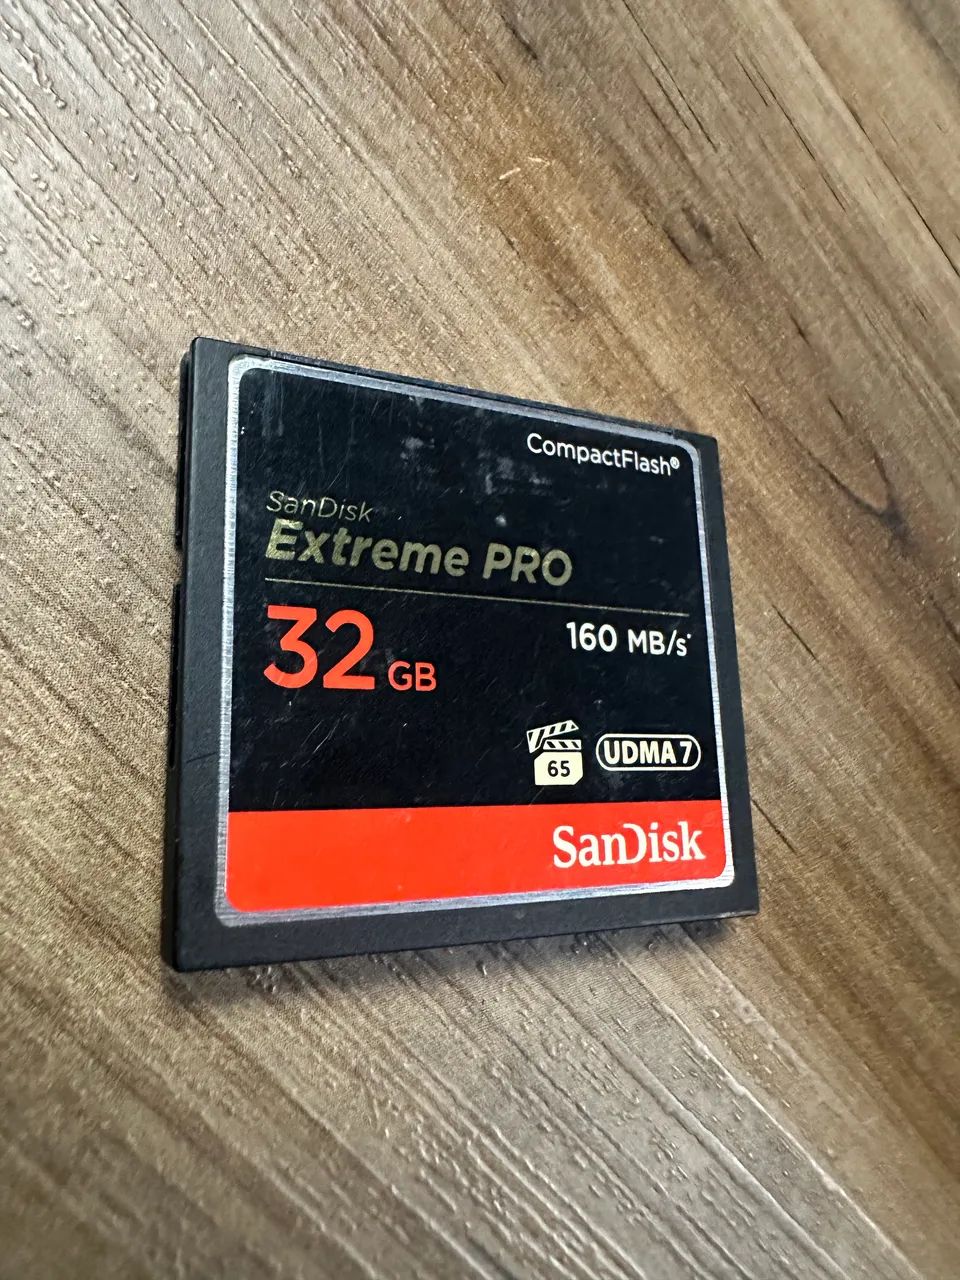 CompactFlash®
SanDisk
Extreme PRO
32 GB
160 MB/s*
65
UDMA 7
SanDisk